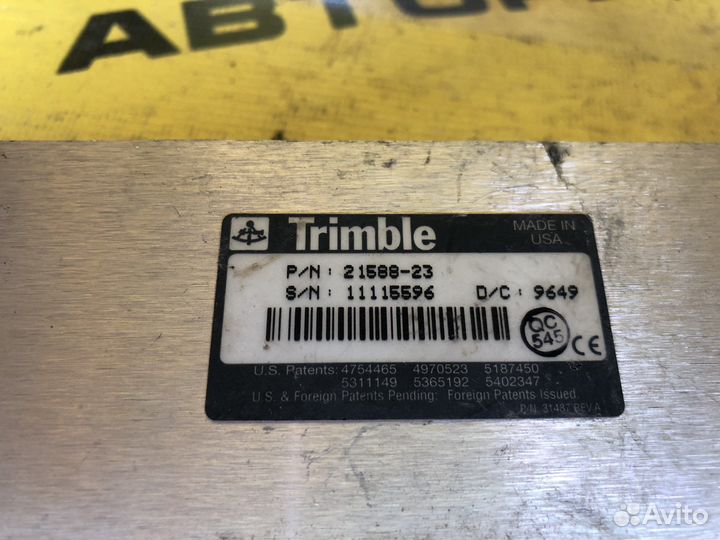 АВТОР
Trimble
MADE IN
USA
P/N: 21588-23
S/N: 11115596 D/C: 9649
QC
545
CE
U.S. Patents: 4754465 4970523 5187450
5311149 5365192 5402347
U.S. & Foreign Patents Pending: Foreign Patents Issued.
P/N 31487 REV A
Avito